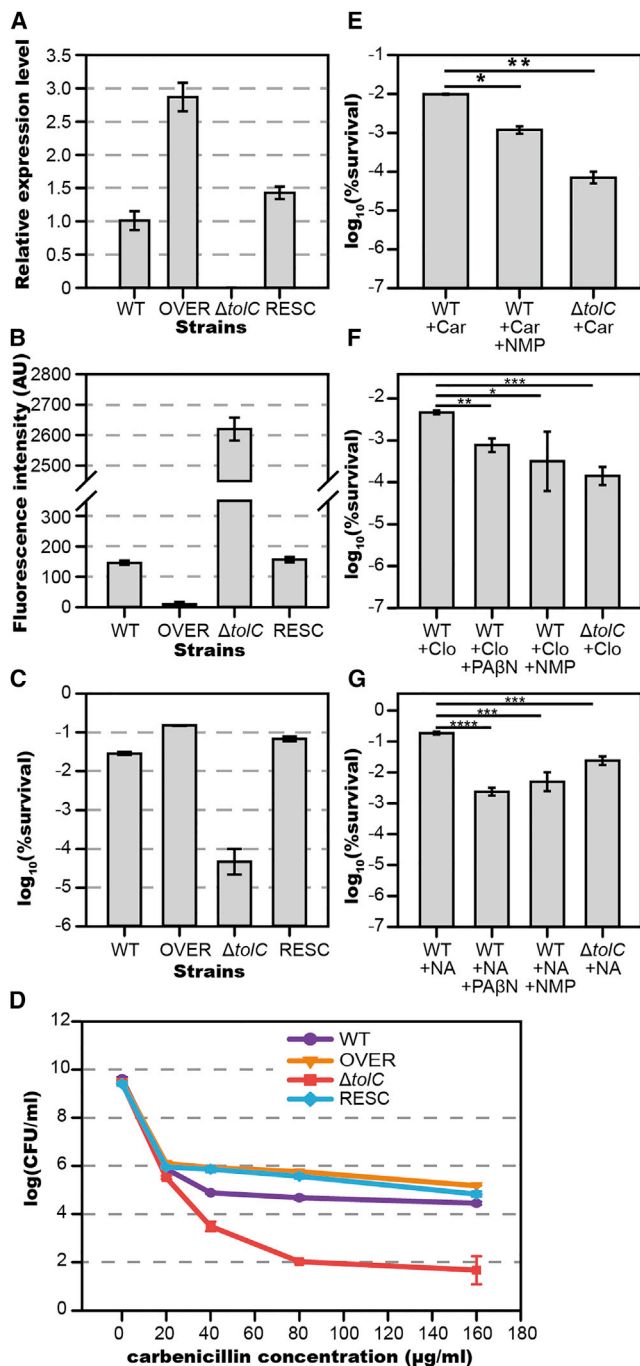 A
Relative expression level
3.5
3.0
2.5
2.0
1.5
1.0
0.5
0
WT OVER ΔtolC RESC
Strains
B
Fluorescence intensity (AU)
2800
2700
2600
2500
300
200
100
0
WT OVER ΔtolC RESC
Strains
C
log10(%survival)
-0
-1
-2
-3
-4
-5
-6
WT OVER ΔtolC RESC
Strains
E
log10(%survival)
-1
-2
-3
-4
-5
-6
-7
**
*
WT +Car
WT +Car +NMP
ΔtolC +Car
F
log10(%survival)
-2
-3
-4
-5
-6
-7
***
*
**
WT +Clo
WT +Clo +PAβN
WT +Clo +NMP
ΔtolC +Clo
G
log10(%survival)
0
-1
-2
-3
-4
-5
-6
-7
***
***
****
WT +NA
WT +NA +PAβN
WT +NA +NMP
ΔtolC +NA
D
log(CFU/ml)
12
10
8
6
4
2
0
WT
OVER
ΔtolC
RESC
0 20 40 60 80 100 120 140 160 180
carbenicillin concentration (μg/ml)